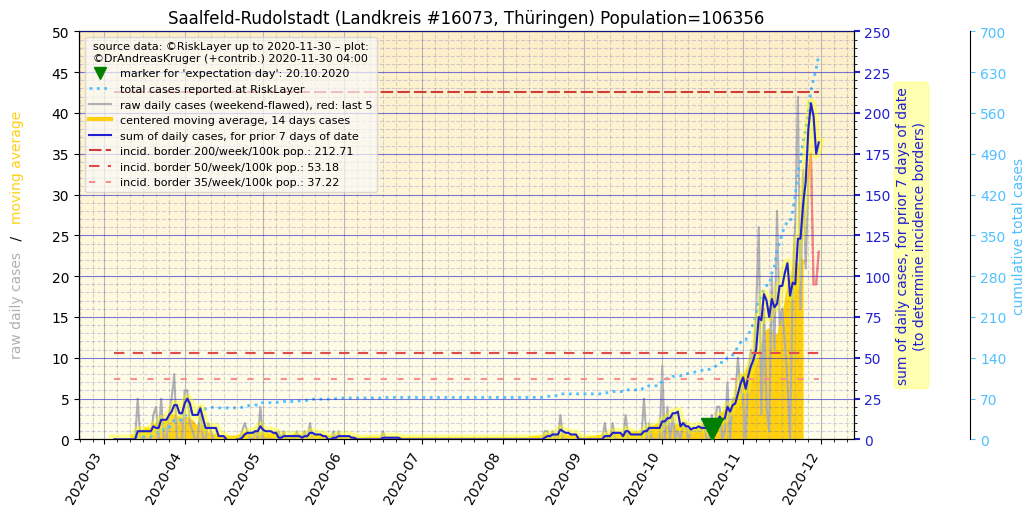 Saalfeld-Rudolstadt (Landkreis #16073, Thüringen) Population=106356
source data: ©RiskLayer up to 2020-11-30 – plot:
©DrAndreasKruger (+contrib.) 2020-11-30 04:00
marker for 'expectation day': 20.10.2020
total cases reported at RiskLayer
raw daily cases (weekend-flawed), red: last 5
centered moving average, 14 days cases
sum of daily cases, for prior 7 days of date
incid. border 200/week/100k pop.: 212.71
incid. border 50/week/100k pop.: 53.18
incid. border 35/week/100k pop.: 37.22
raw daily cases / moving average
50
45
40
35
30
25
20
15
10
5
0
2020-03
2020-04
2020-05
2020-06
2020-07
2020-08
2020-09
2020-10
2020-11
2020-12
250
225
200
175
150
125
100
75
50
25
0
sum of daily cases, for prior 7 days of date
(to determine incidence borders)
700
630
560
490
420
350
280
210
140
70
0
cumulative total cases